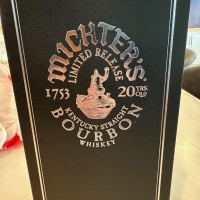 MICHTER'S
LIMITED RELEASE
1753 20 YRS. OLD
KENTUCKY STRAIGHT
BOURBON
WHISKEY